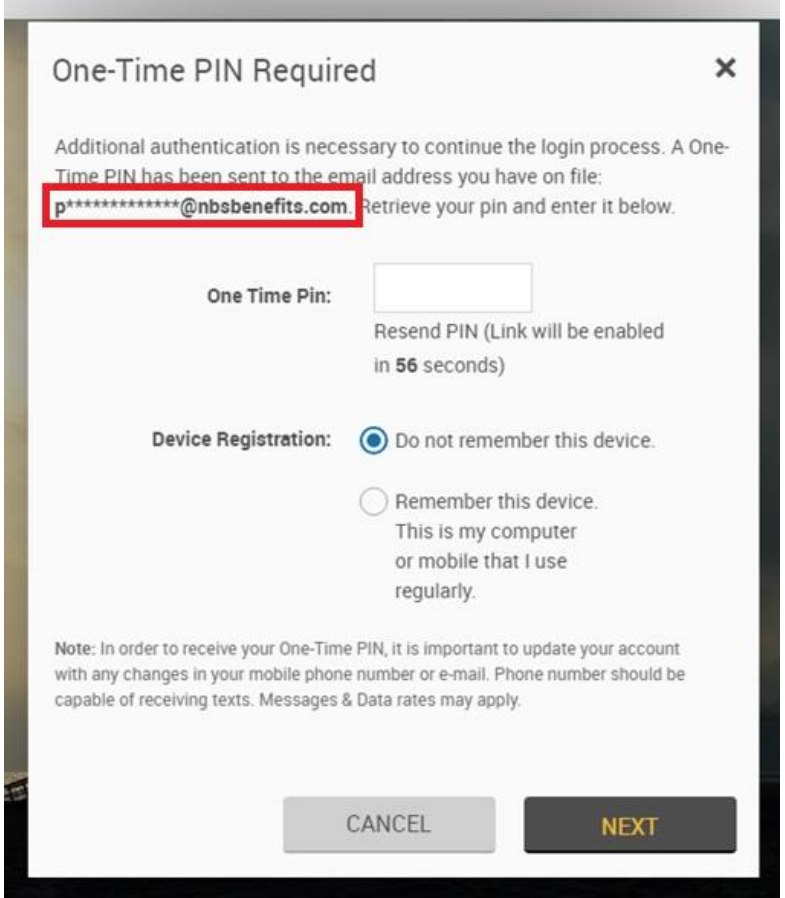 One-Time PIN Required
Additional authentication is necessary to continue the login process. A One-
Time PIN has been sent to the email address you have on file:
p*************@nbsbenefits.com. Retrieve your pin and enter it below.
One Time Pin:
Resend PIN (Link will be enabled
in 56 seconds)
Device Registration:
Do not remember this device.
Remember this device.
This is my computer
or mobile that I use
regularly.
Note: In order to receive your One-Time PIN, it is important to update your account
with any changes in your mobile phone number or e-mail. Phone number should be
capable of receiving texts. Messages & Data rates may apply.
CANCEL
NEXT